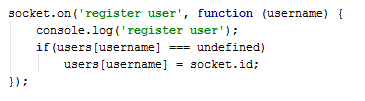 socket.on('register user', function (username) {
    console.log('register user');
    if(users[username] === undefined)
        users[username] = socket.id;
});